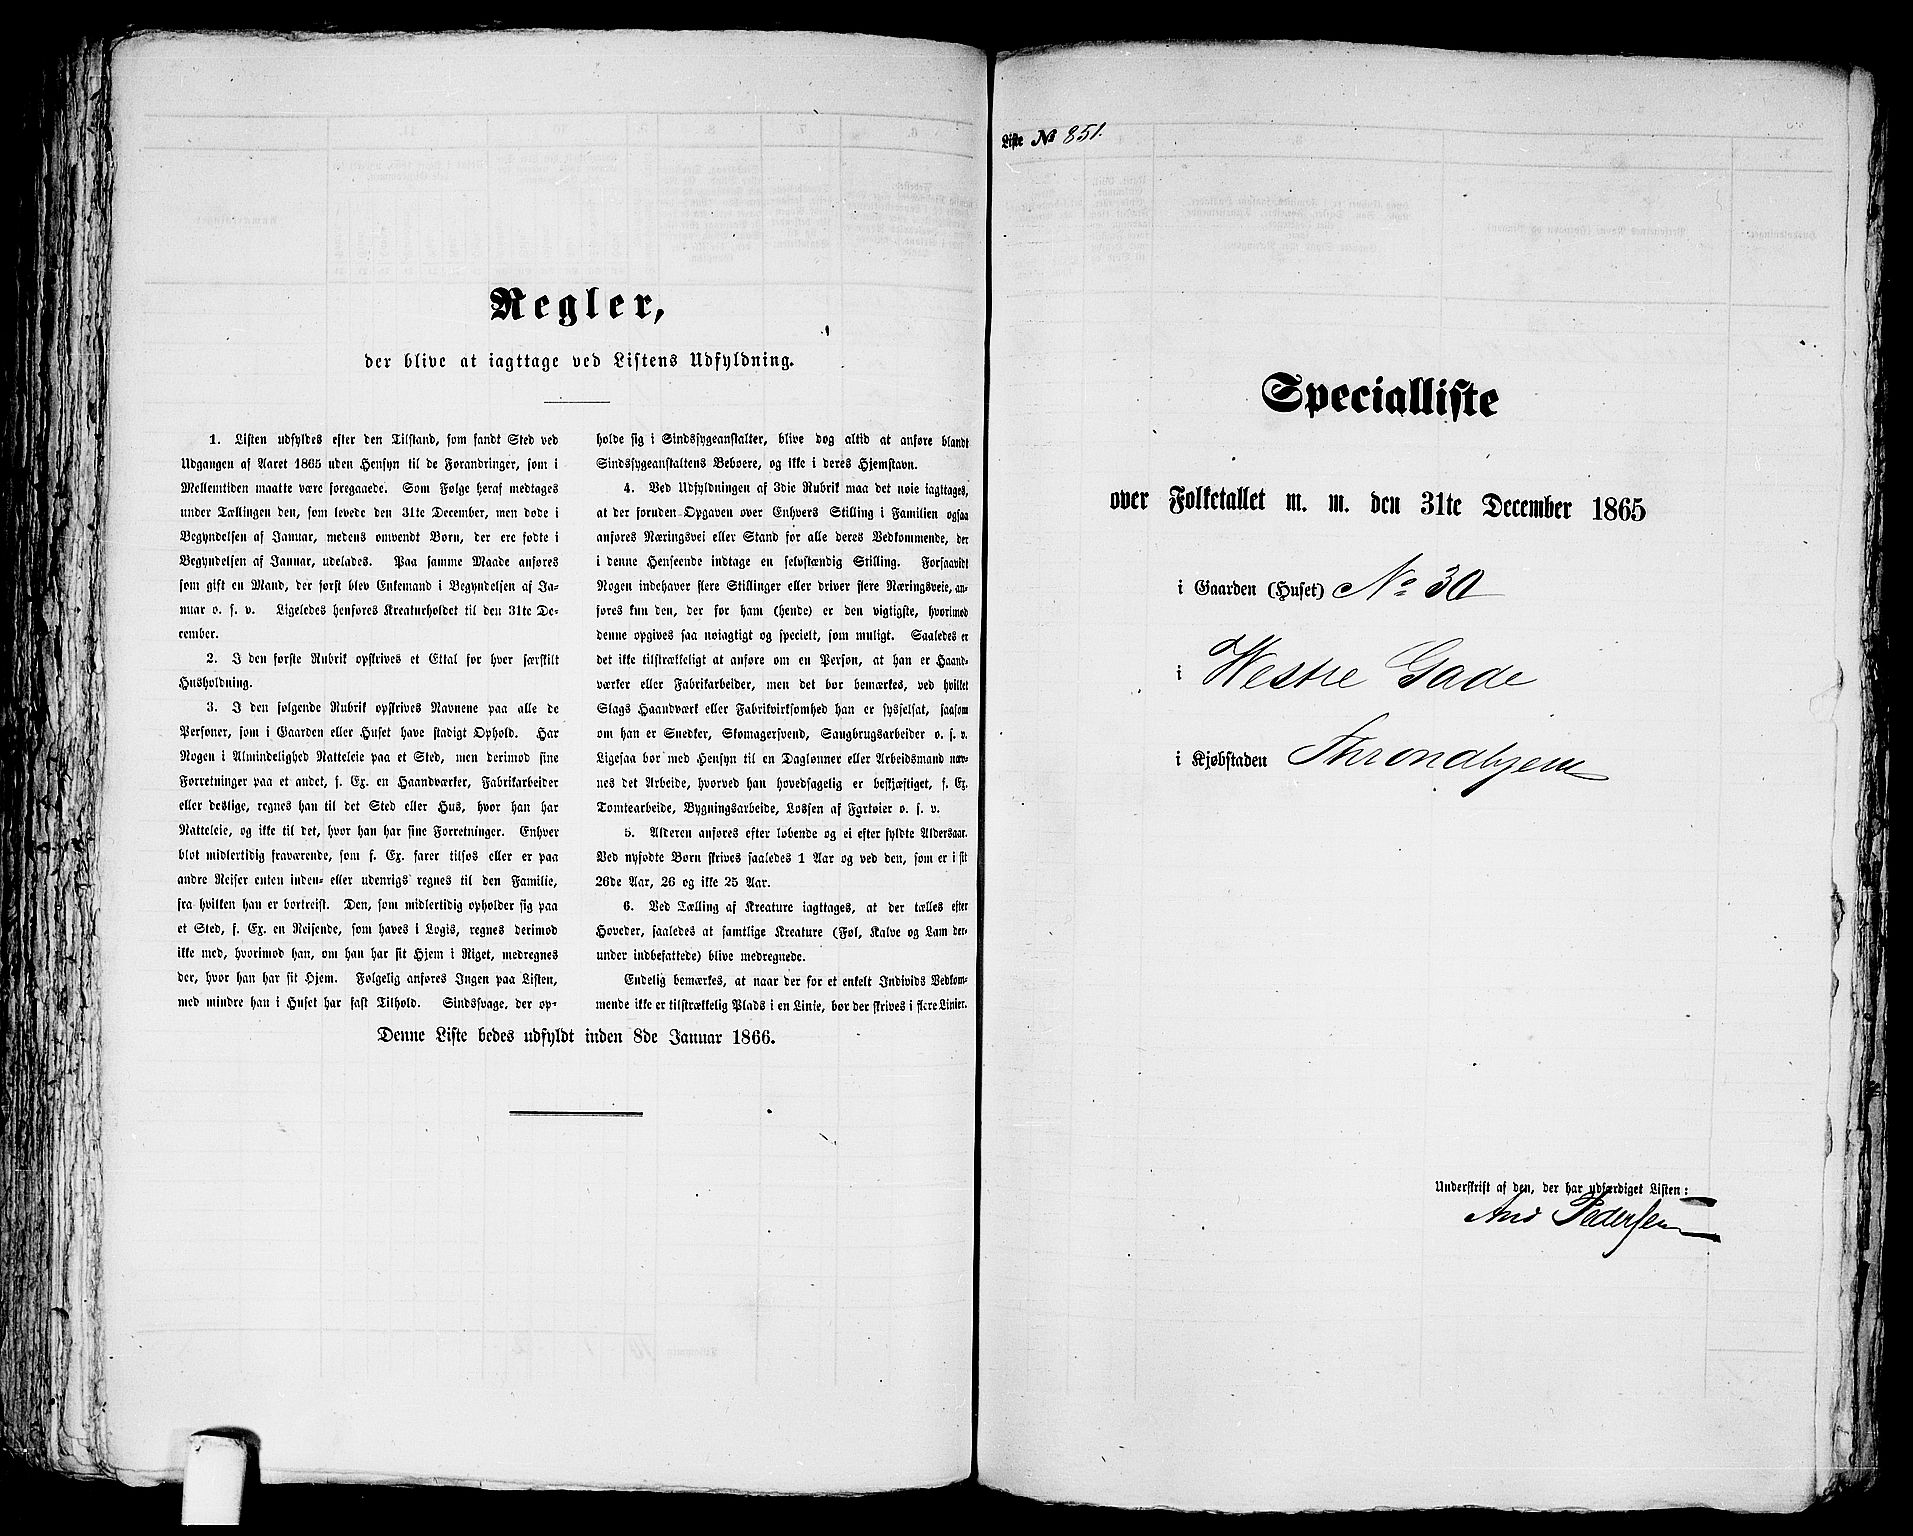 Regler,
der blive at iagttage ved Listens Udfyldning.
1. Listen udfyldes efter den Tilstand, som fandt Sted ved
Udgangen af Aaret 1865 uden Hensyn til de Forandringer, som i
Mellemtiden maatte være foregaaede. Som Følge heraf medtages
under Tællingen den, som levede den 31te December, men døde i
Begyndelsen af Januar, medens omvendt Børn, der ere fødte i
Begyndelsen af Januar, udelades. Paa samme Maade anføres
som gift en Mand, der først blev Enkemand i Begyndelsen af Ja-
nuar o. s. v. Ligeledes henføres Kreaturholdet til den 31te De-
cember.
2. I den første Rubrik opskrives et Ettal for hver særskilt
Husholdning.
3. I den følgende Rubrik opskrives Navnene paa alle de
Personer, som i Gaarden eller Huset have stadigt Ophold. Har
Nogen i Almindelighed Natteleie paa et Sted, men derimod sine
Forretninger paa et andet, f. Ex. en Haandværker, Fabrikarbeider
eller deslige, regnes han til det Sted eller Hus, hvor han har
Natteleie, og ikke til det, hvor han har sine Forretninger. Enhver
blot midlertidig fraværende, som f. Ex. farer tilsøs eller er paa
andre Reiser enten inden- eller udenrigs regnes til den Familie,
fra hvilken han er bortreist. Den, som midlertidig opholder sig paa
et Sted, f. Ex. en Reisende, som haves i Logis, regnes derimod
ikke med, hvorimod han, om han har sit Hjem i Riget, medregnes
der, hvor han har sit Hjem. Følgelig anføres Ingen paa Listen,
med mindre han i Huset har fast Tilhold. Sindssvage, der op-
holde sig i Sindssygeanstalter, blive dog altid at anføre blandt
Sindssygeanstaltens Beboere, og ikke i deres Hjemstavn.
4. Ved Udfyldningen af 3die Rubrik maa det nøie iagttages,
at der foruden Opgaven over Enhvers Stilling i Familien ogsaa
anføres Næringsvei eller Stand for alle deres Vedkommende, der
i denne Henseende indtage en selvstændig Stilling. Forsaavidt
Nogen indehaver flere Stillinger eller driver flere Næringsveie, an-
føres kun den, der for ham (hende) er den vigtigste, hvorimod
denne opgives saa nøiagtigt og specielt, som muligt. Saaledes er
det ikke tilstrækkeligt at anføre om en Person, at han er Haand-
værker eller Fabrikarbeider, men det bør bemærkes, ved hvilket
Slags Haandværk eller Fabrikvirksomhed han er sysselsat, saasom
om han er Snedker, Skomagersvend, Saugbrugsarbeider o. s. v.
Ligesaa bør med Hensyn til en Daglønner eller Arbeidsmand næv-
nes det Arbeide, hvorved han hovedsagelig er beskjæftiget, f. Ex.
Tomtearbeide, Bygningsarbeide, Lossen af Fartøier o. s. v.
5. Alderen anføres efter løbende og ei efter fyldte Aldersaar.
Ved nyfødte Børn skrives saaledes 1 Aar og ved den, som er i sit
26de Aar, 26 og ikke 25 Aar.
6. Ved Tælling af Kreature iagttages, at der tælles efter
Hoveder, saaledes at samtlige Kreature (Føl, Kalve og Lam der-
under indbefattede) blive medregnede.
Endelig bemærkes, at naar der for et enkelt Individs Vedkom-
mende ikke er tilstrækkelig Plads i en Linie, bør der skrives i flere Linier.
Denne Liste bedes udfyldt inden 8de Januar 1866.
Liste No 851.
Specialliste
over Folketallet m. m. den 31te December 1865
i Gaarden (Huset) No 30
i Westre Gade
i Kjøbstaden Throndhjem
Underskrift af den, der har udfærdiget Listen:
And Pedersen